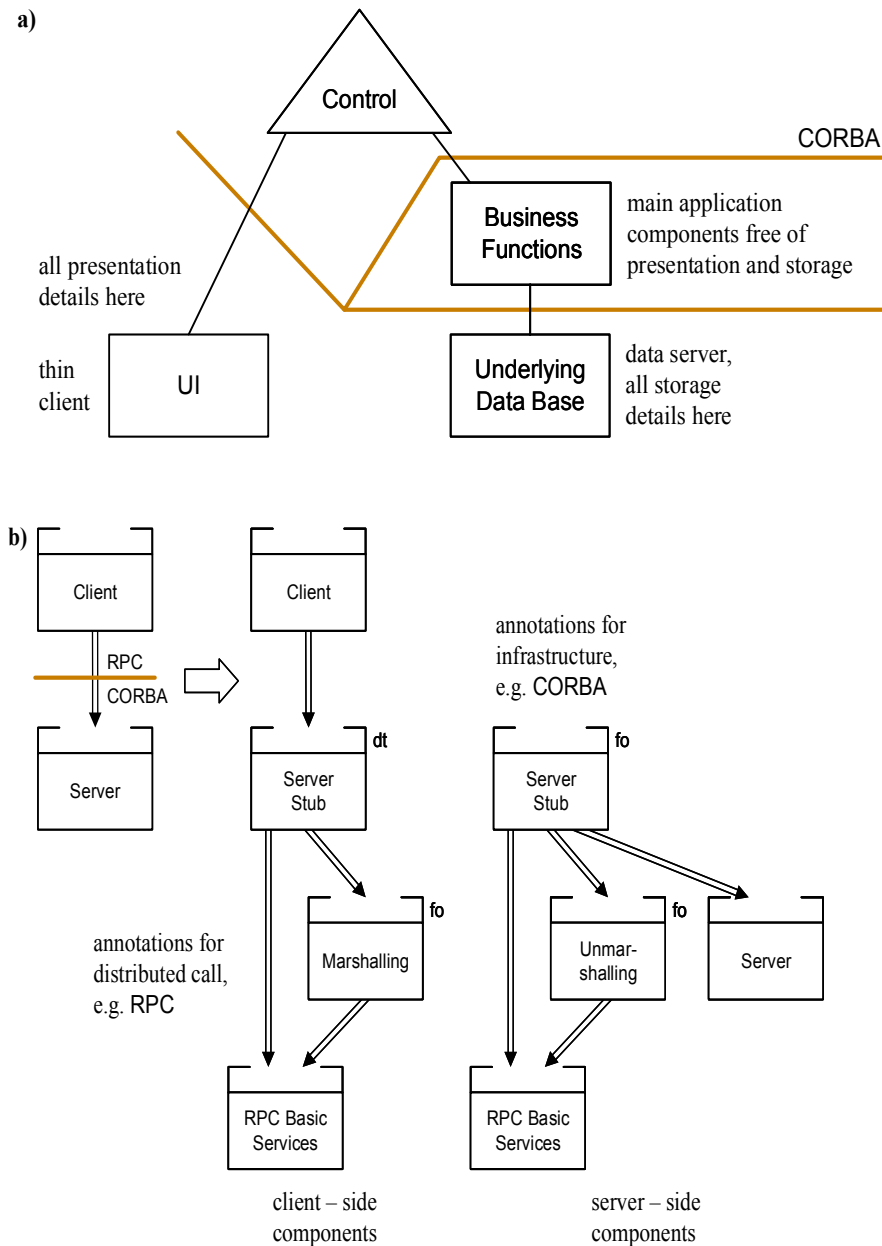 a)
Control
CORBA
Business
Functions
main application
components free of
presentation and storage
all presentation
details here
thin
client
UI
Underlying
Data Base
data server,
all storage
details here
b)
Client
RPC
CORBA
Server
Client
annotations for
infrastructure,
e.g. CORBA
dt
Server
Stub
fo
Server
Stub
annotations for
distributed call,
e.g. RPC
fo
Marshalling
fo
Unmar-
shalling
Server
RPC Basic
Services
RPC Basic
Services
client – side
components
server – side
components